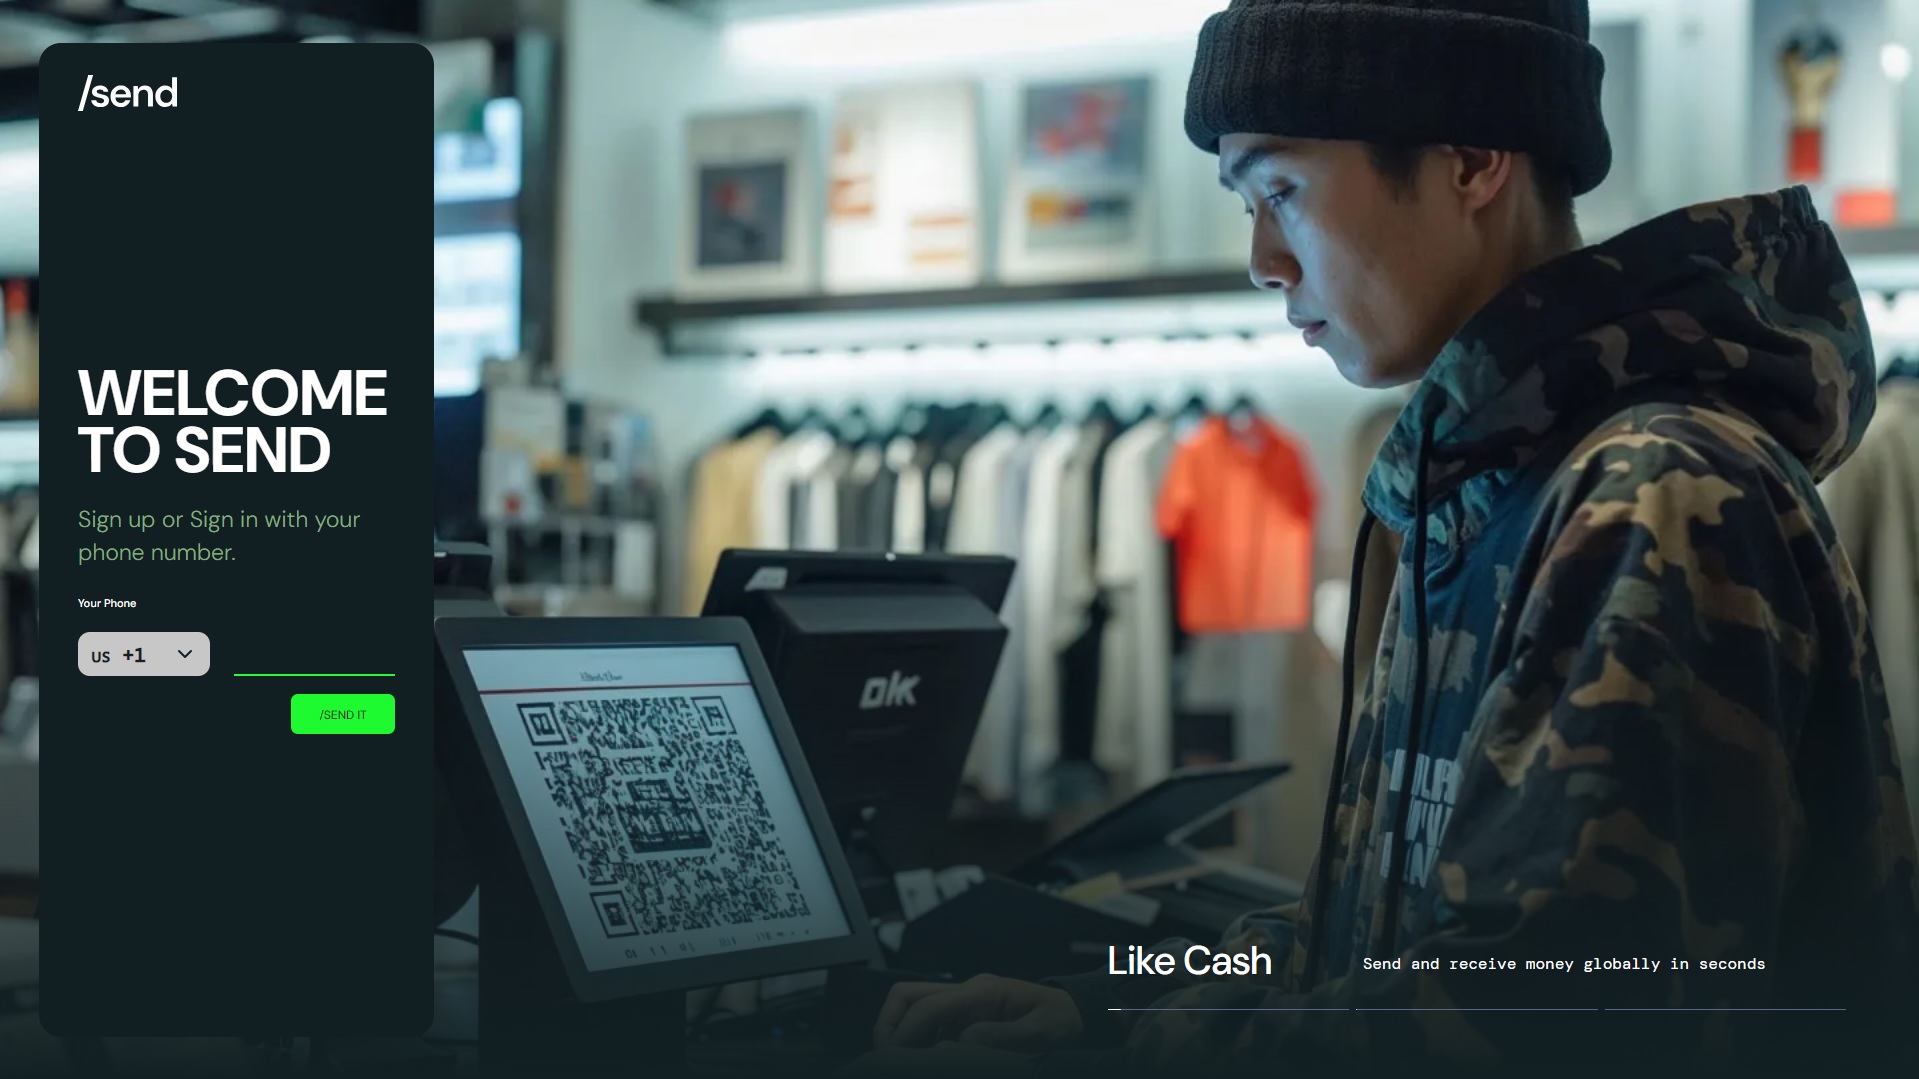 /send
WELCOME
TO SEND
Sign up or Sign in with your
phone number.
Your Phone
US +1
/SEND IT
Like Cash
Send and receive money globally in seconds